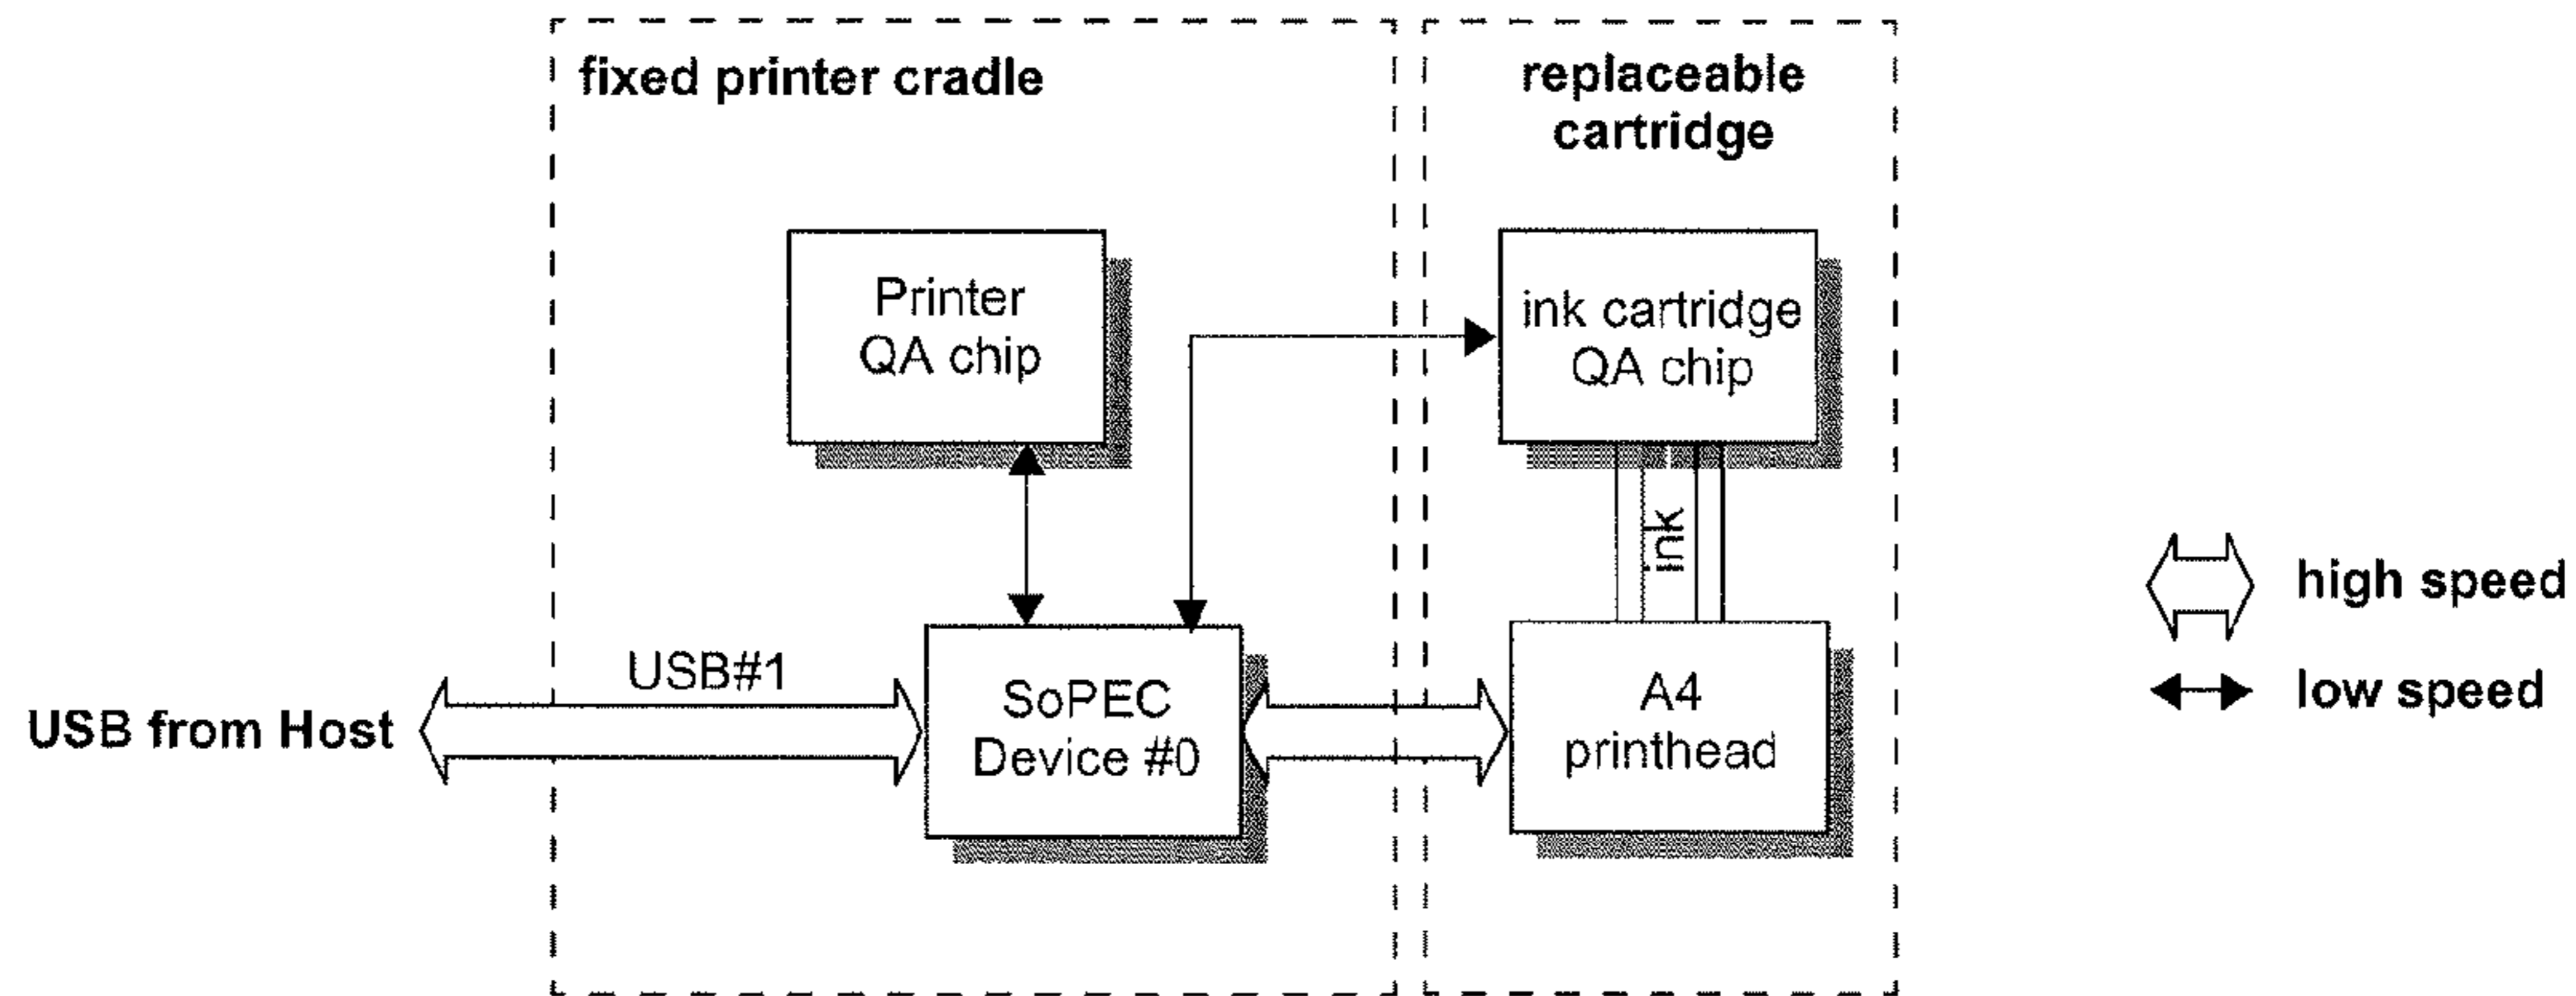 fixed printer cradle
replaceable
cartridge
Printer
QA chip
ink cartridge
QA chip
ink
high speed
low speed
USB#1
USB from Host
SoPEC
Device #0
A4
printhead